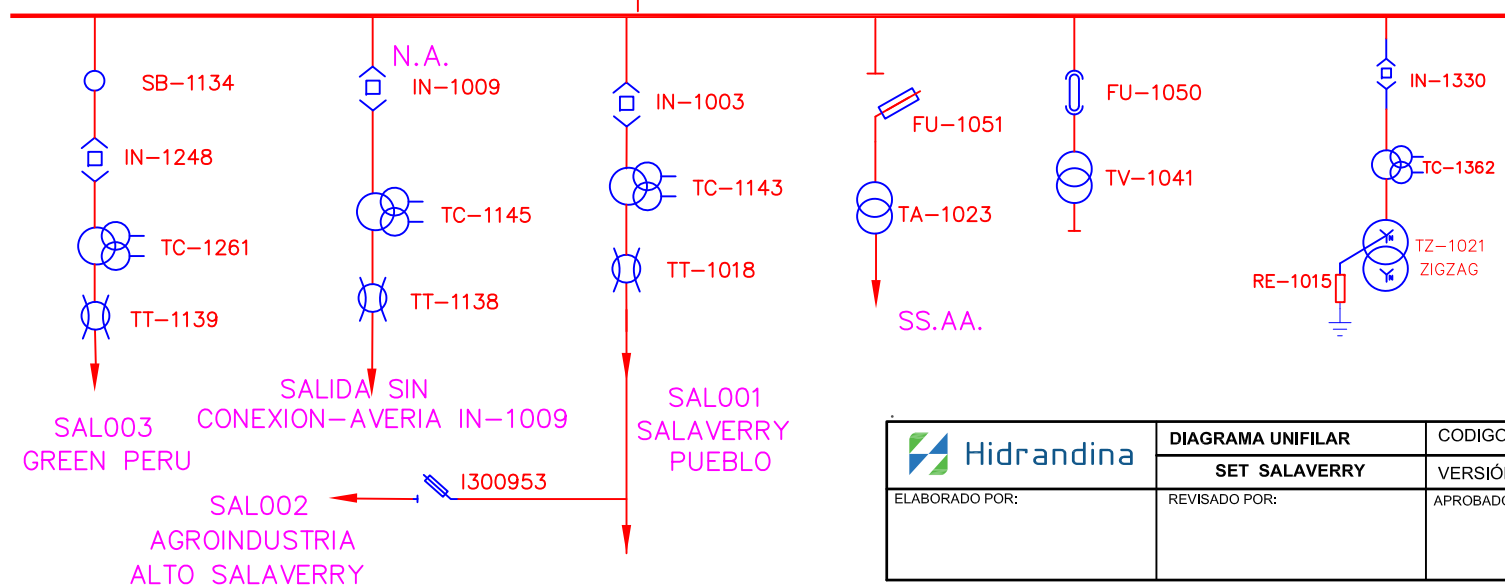 N.A.
SB-1134
IN-1009
IN-1003
FU-1050
IN-1330
FU-1051
IN-1248
TC-1143
TV-1041
TC-1362
TC-1145
TA-1023
TC-1261
TT-1018
TZ-1021
ZIGZAG
RE-1015
TT-1138
TT-1139
SS.AA.
SALIDA SIN
CONEXION-AVERIA IN-1009
SAL001
SALAVERRY
PUEBLO
SAL003
GREEN PERU
I300953
SAL002
AGROINDUSTRIA
ALTO SALAVERRY
Hidrandina
DIAGRAMA UNIFILAR
CODIGO
SET SALAVERRY
VERSIÓN
ELABORADO POR:
REVISADO POR:
APROBADO